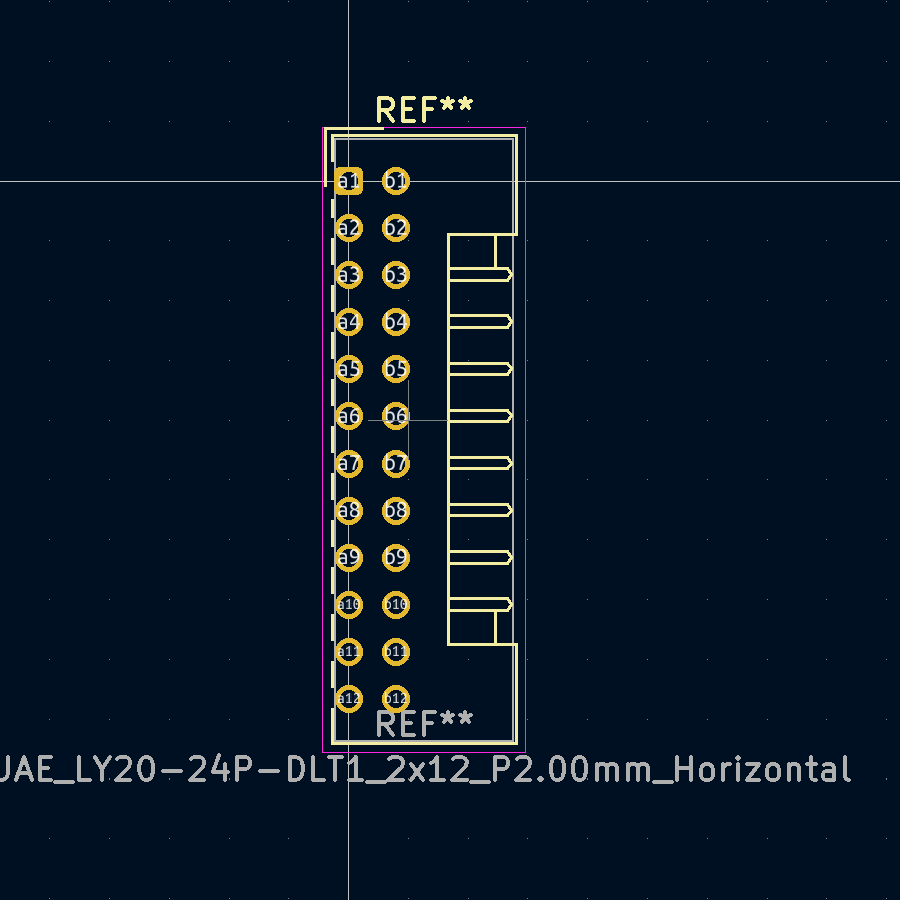 REF**
a1 b1
a2 b2
a3 b3
a4 b4
a5 b5
a6 b6
a7 b7
a8 b8
a9 b9
a10 b10
a11 b11
a12 b12
REF**
JAE_LY20-24P-DLT1_2x12_P2.00mm_Horizontal